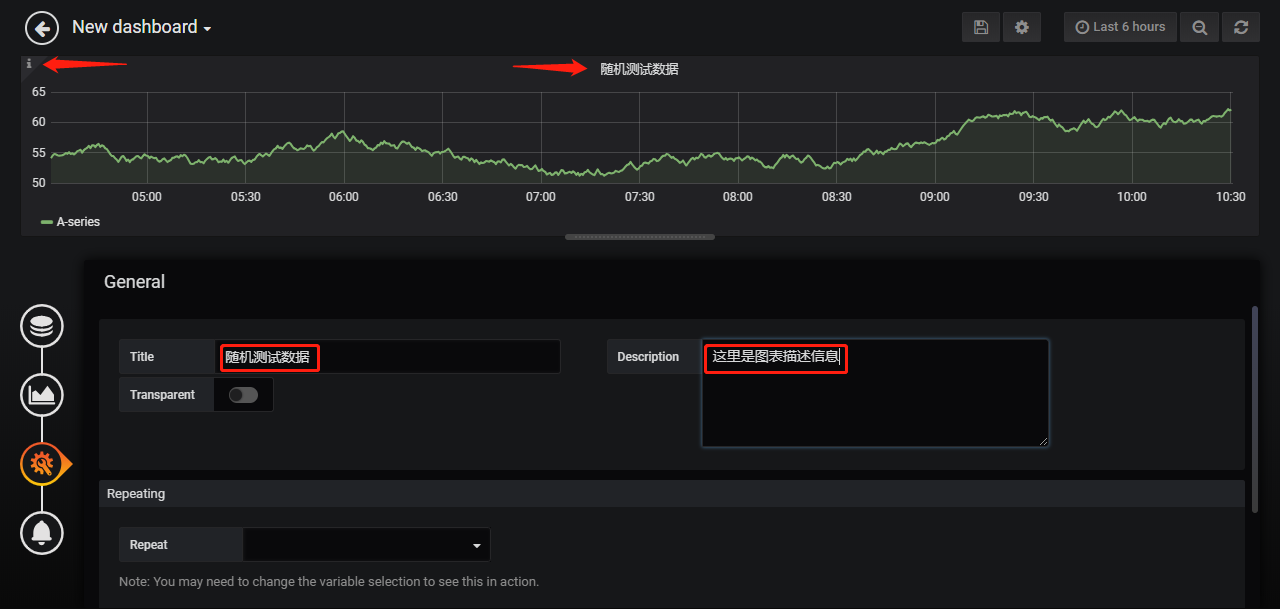 New dashboard
Last 6 hours
i
随机测试数据
65
60
55
50
05:00 05:30 06:00 06:30 07:00 07:30 08:00 08:30 09:00 09:30 10:00 10:30
A-series
General
Title 随机测试数据 Description 这里是图表描述信息
Transparent
Repeating
Repeat
Note: You may need to change the variable selection to see this in action.